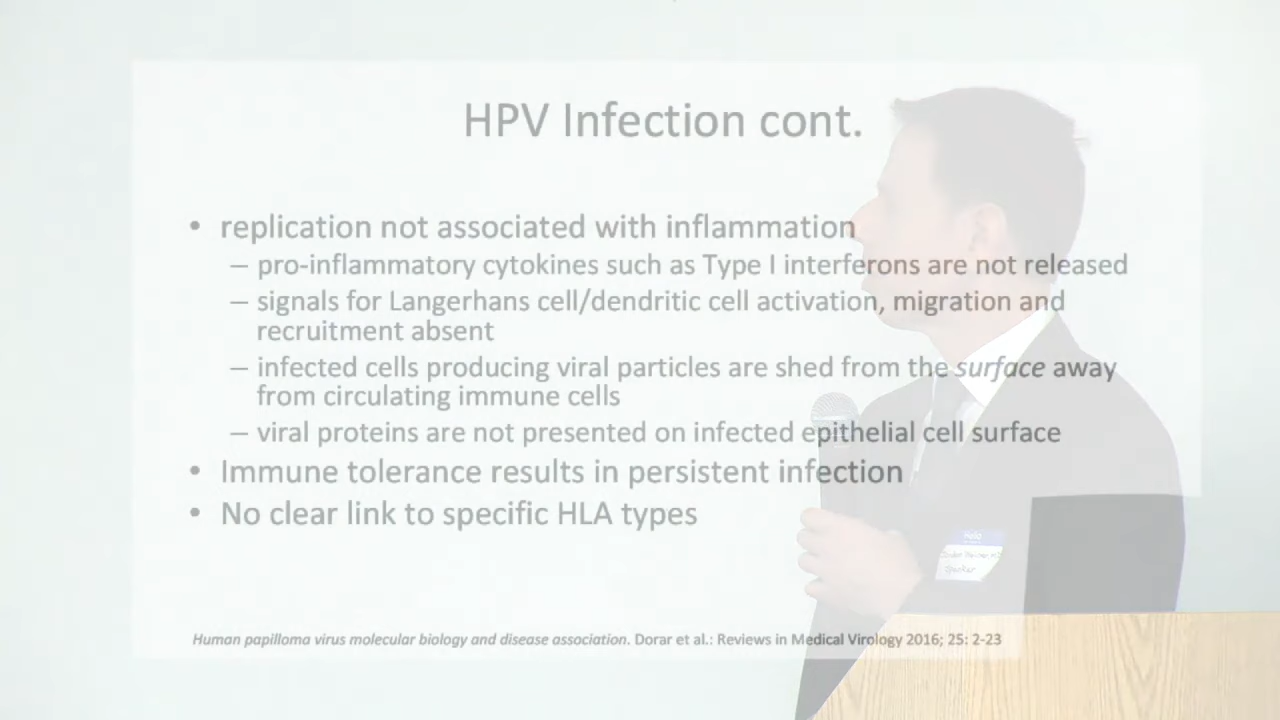 HPV Infection cont.
• replication not associated with inflammation
– pro-inflammatory cytokines such as Type I interferons are not released
– signals for Langerhans cell/dendritic cell activation, migration and
recruitment absent
– infected cells producing viral particles are shed from the surface away
from circulating immune cells
– viral proteins are not presented on infected epithelial cell surface
• Immune tolerance results in persistent infection
• No clear link to specific HLA types
Hello
Speaker
Human papilloma virus molecular biology and disease association. Dorar et al.: Reviews in Medical Virology 2016; 25: 2-23